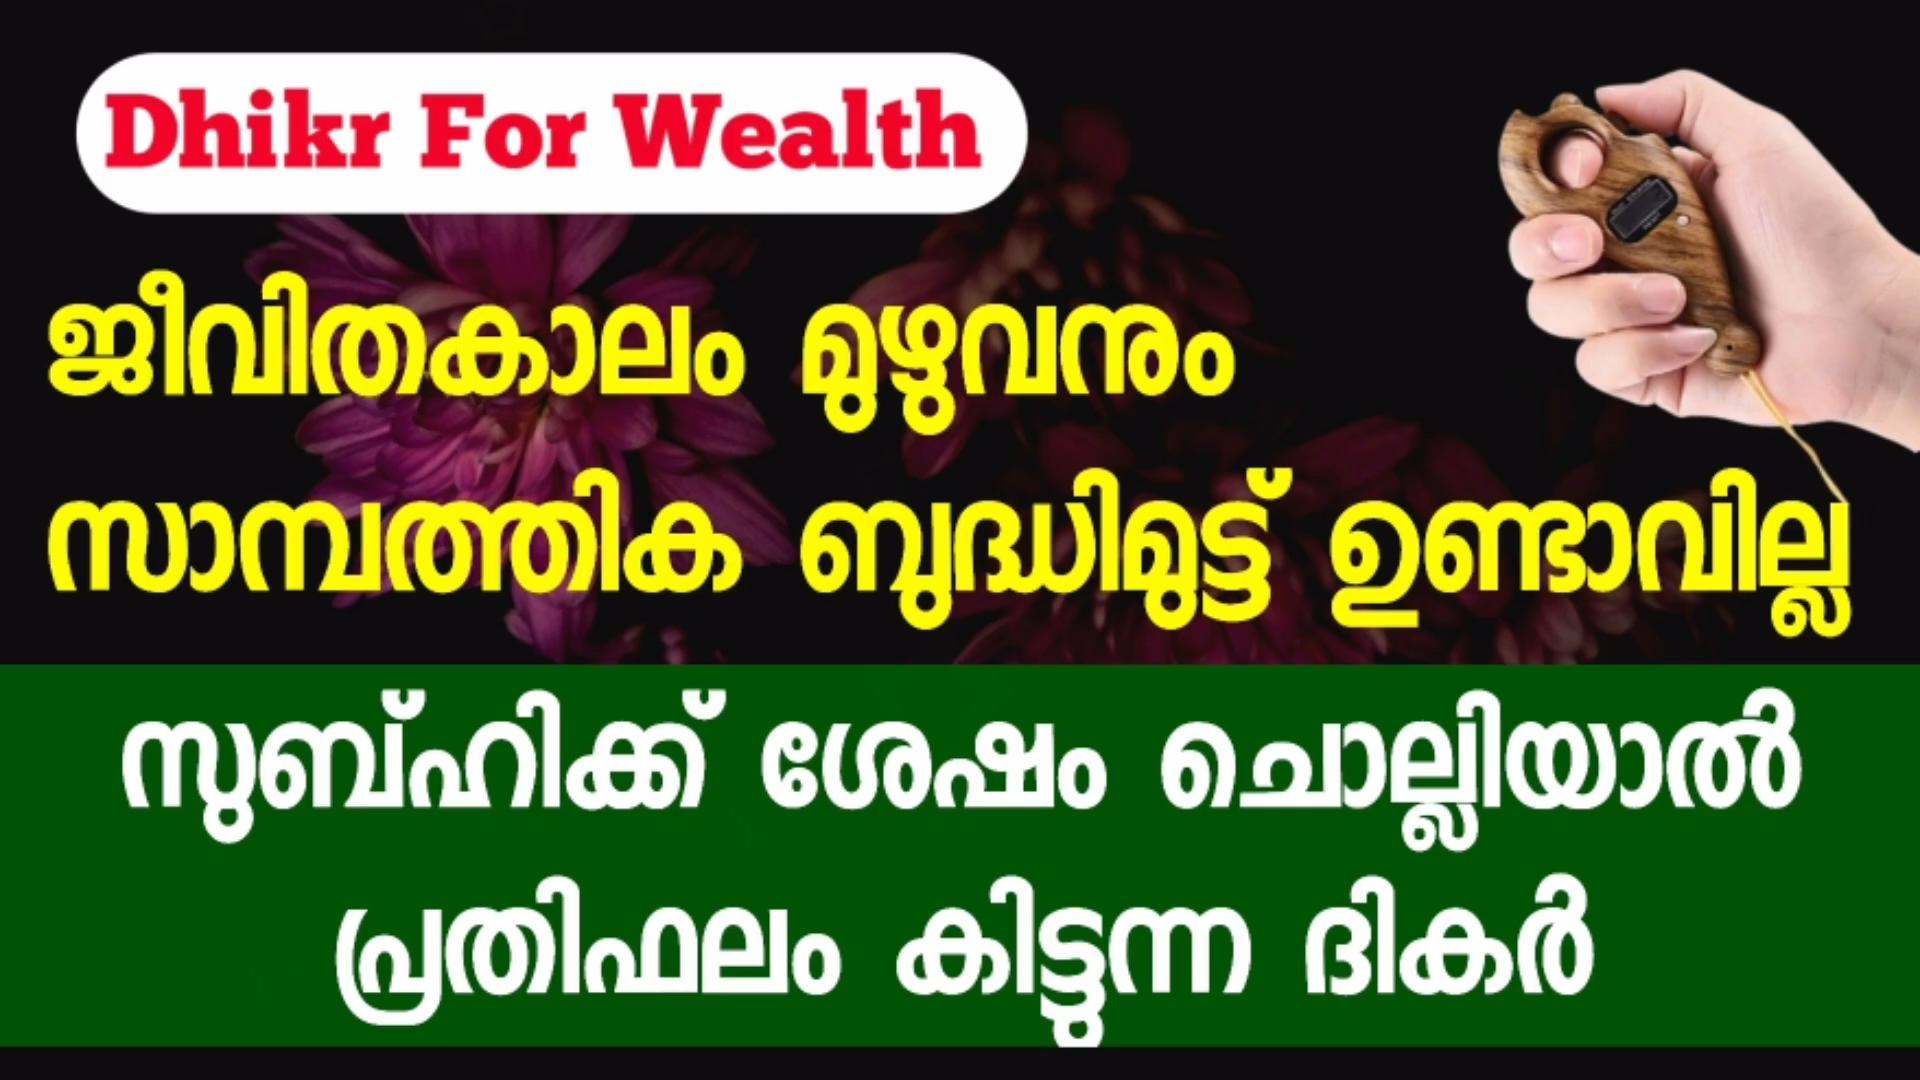 Dhikr For Wealth
ജീവിതകാലം മുഴുവനും
സാമ്പത്തിക ബുദ്ധിമുട്ട് ഉണ്ടാവില്ല
സുബ്ഹിക്ക് ശേഷം ചൊല്ലിയാൽ
പ്രതിഫലം കിട്ടുന്ന ദികർ